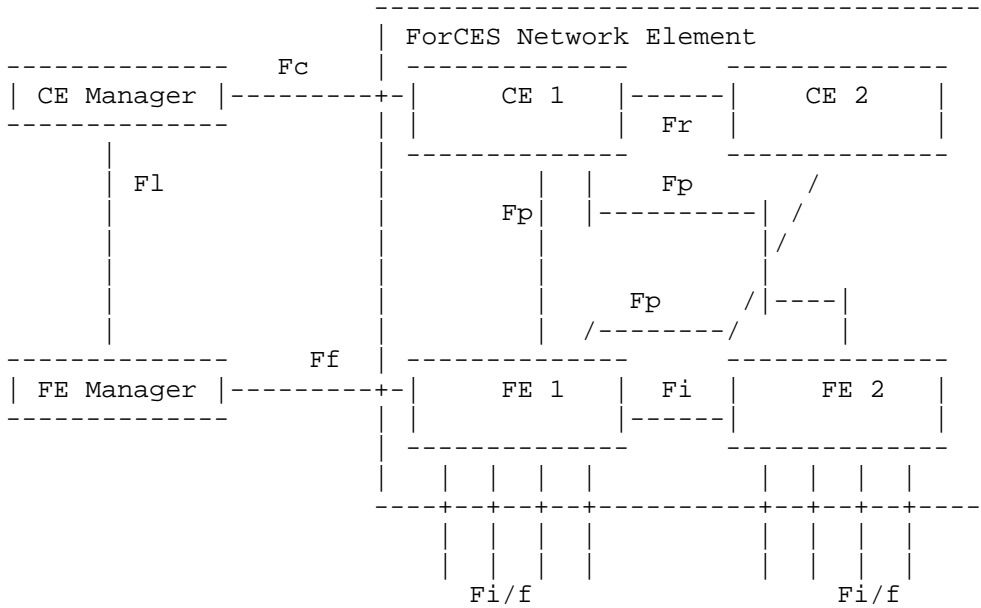 ForCES Network Element
Fc
CE Manager CE 1 CE 2
Fr
Fl Fp
Fp
Fp
Ff
FE Manager FE 1 Fi FE 2
Fi/f Fi/f